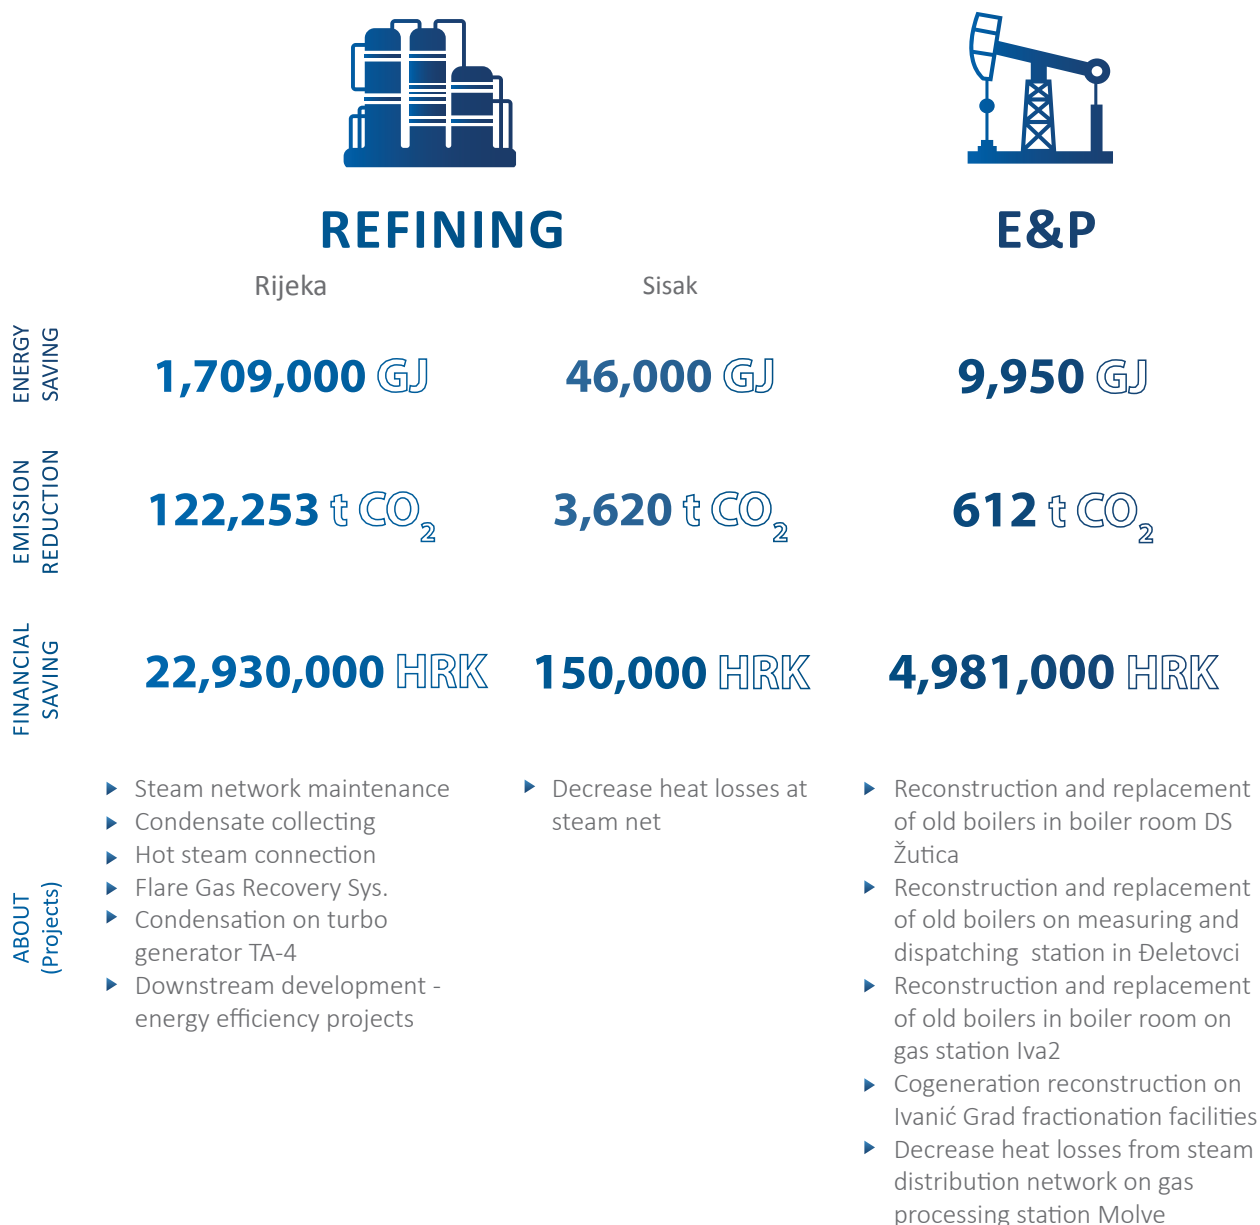 REFINING
E&P
Rijeka
Sisak
ENERGY
SAVING
1,709,000 GJ
46,000 GJ
9,950 GJ
EMISSION
REDUCTION
122,253 t CO₂
3,620 t CO₂
612 t CO₂
FINANCIAL
SAVING
22,930,000 HRK
150,000 HRK
4,981,000 HRK
ABOUT
(Projects)
Steam network maintenance
Condensate collecting
Hot steam connection
Flare Gas Recovery Sys.
Condensation on turbo
generator TA-4
Downstream development -
energy efficiency projects
Decrease heat losses at
steam net
Reconstruction and replacement
of old boilers in boiler room DS
Žutica
Reconstruction and replacement
of old boilers on measuring and
dispatching station in Đeletovci
Reconstruction and replacement
of old boilers in boiler room on
gas station Iva2
Cogeneration reconstruction on
Ivanić Grad fractionation facilities
Decrease heat losses from steam
distribution network on gas
processing station Molve